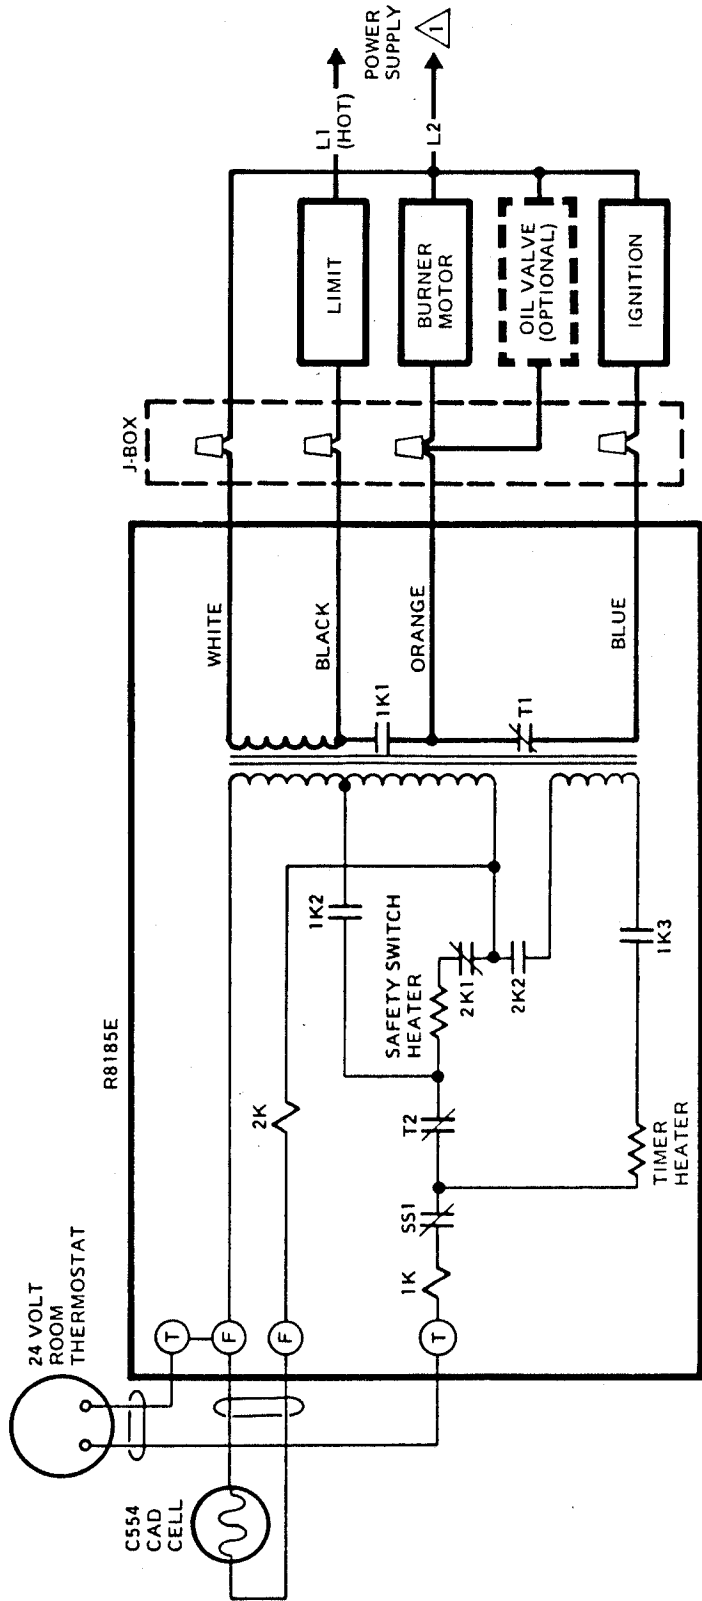 24 VOLT
ROOM
THERMOSTAT
C554
CAD
CELL
R8185E
T
F
F
T
2K
1K
SS1
T2
SAFETY SWITCH
HEATER
1K2
2K1
2K2
1K3
TIMER
HEATER
1K1
T1
WHITE
BLACK
ORANGE
BLUE
J-BOX
LIMIT
BURNER
MOTOR
OIL VALVE
(OPTIONAL)
IGNITION
L1
(HOT)
L2
POWER
SUPPLY
1